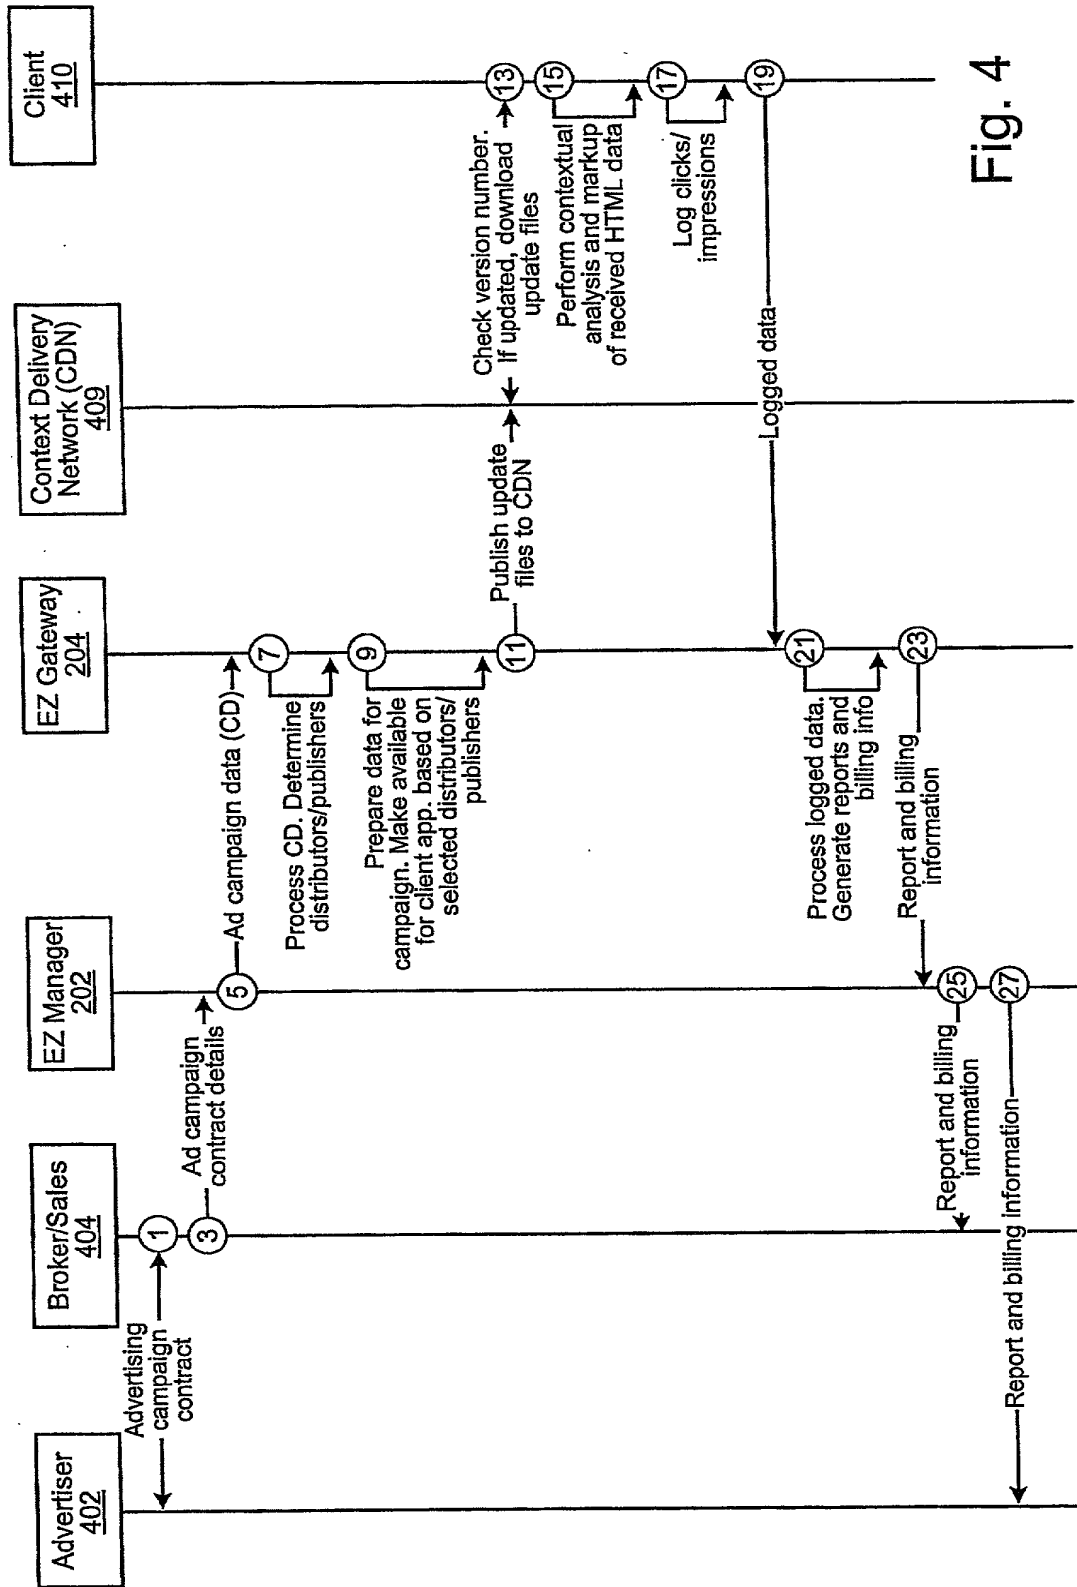 Advertiser
402
Broker/Sales
404
EZ Manager
202
EZ Gateway
204
Context Delivery
Network (CDN)
409
Client
410
Advertising
campaign
contract
1
3
Ad campaign
contract details
5
Ad campaign data (CD)
7
Process CD. Determine
distributors/publishers
9
Prepare data for
campaign. Make available
for client app. based on
selected distributors/
publishers
11
Publish update
files to CDN
Check version number.
If updated, download
update files
13
15
Perform contextual
analysis and markup
of received HTML data
17
Log clicks/
impressions
19
Logged data
21
Process logged data.
Generate reports and
billing info
23
Report and billing
information
25
Report and billing
information
27
Report and billing information
Fig. 4